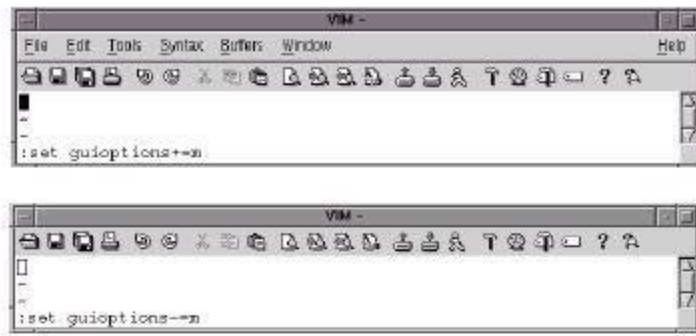 VIM -
File Edit Tools Syntax Buffers Window Help
?
~
~
:set guioptions+=m
VIM -
?
~
~
:set guioptions-=m